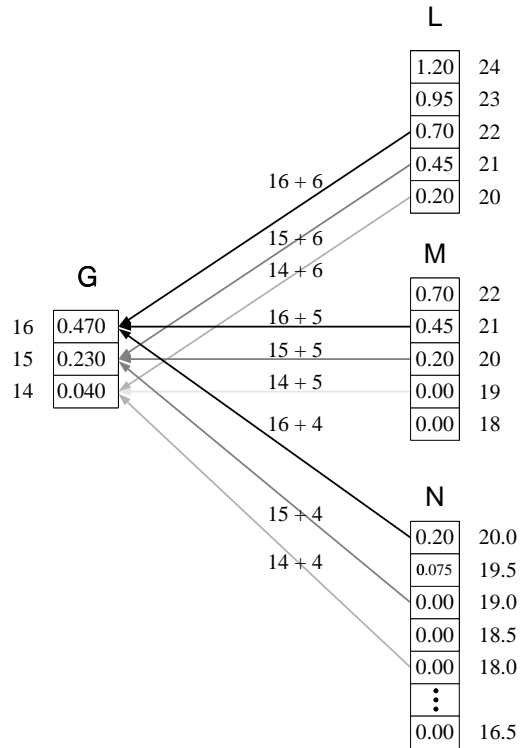 L
1.20 24
0.95 23
0.70 22
0.45 21
0.20 20
16 + 6
15 + 6
14 + 6
G
16 0.470
15 0.230
14 0.040
M
0.70 22
0.45 21
0.20 20
0.00 19
0.00 18
16 + 5
15 + 5
14 + 5
16 + 4
15 + 4
14 + 4
N
0.20 20.0
0.075 19.5
0.00 19.0
0.00 18.5
0.00 18.0
⋮
0.00 16.5